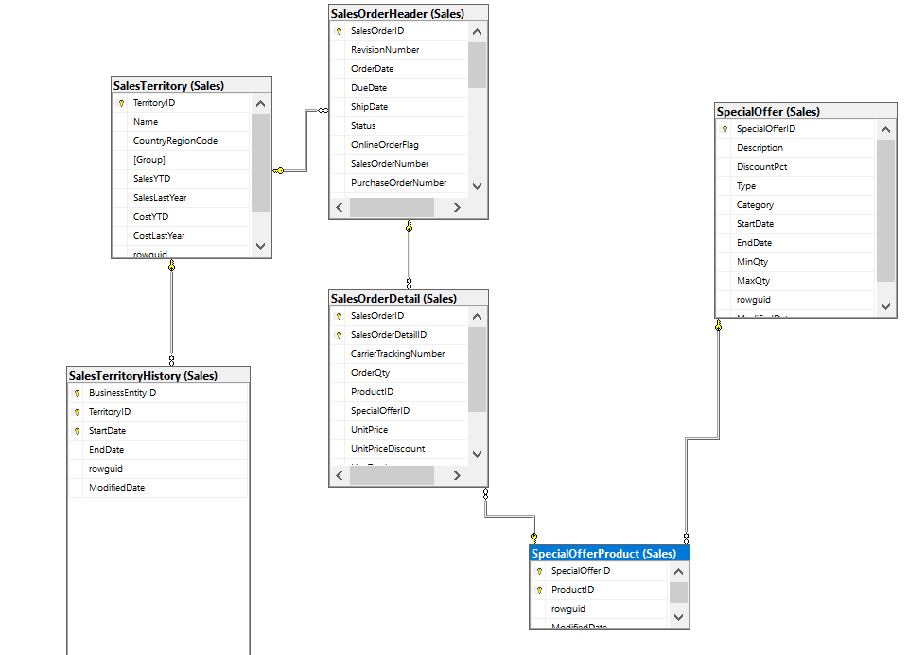 SalesOrderHeader (Sales)
SalesOrderID
RevisionNumber
OrderDate
DueDate
ShipDate
Status
OnlineOrderFlag
SalesOrderNumber
PurchaseOrderNumber
SalesTerritory (Sales)
TerritoryID
Name
CountryRegionCode
[Group]
SalesYTD
SalesLastYear
CostYTD
CostLastYear
rowguid
SpecialOffer (Sales)
SpecialOfferID
Description
DiscountPct
Type
Category
StartDate
EndDate
MinQty
MaxQty
rowguid
SalesOrderDetail (Sales)
SalesOrderID
SalesOrderDetailID
CarrierTrackingNumber
OrderQty
ProductID
SpecialOfferID
UnitPrice
UnitPriceDiscount
SalesTerritoryHistory (Sales)
BusinessEntityID
TerritoryID
StartDate
EndDate
rowguid
ModifiedDate
SpecialOfferProduct (Sales)
SpecialOfferID
ProductID
rowguid
ModifiedDate